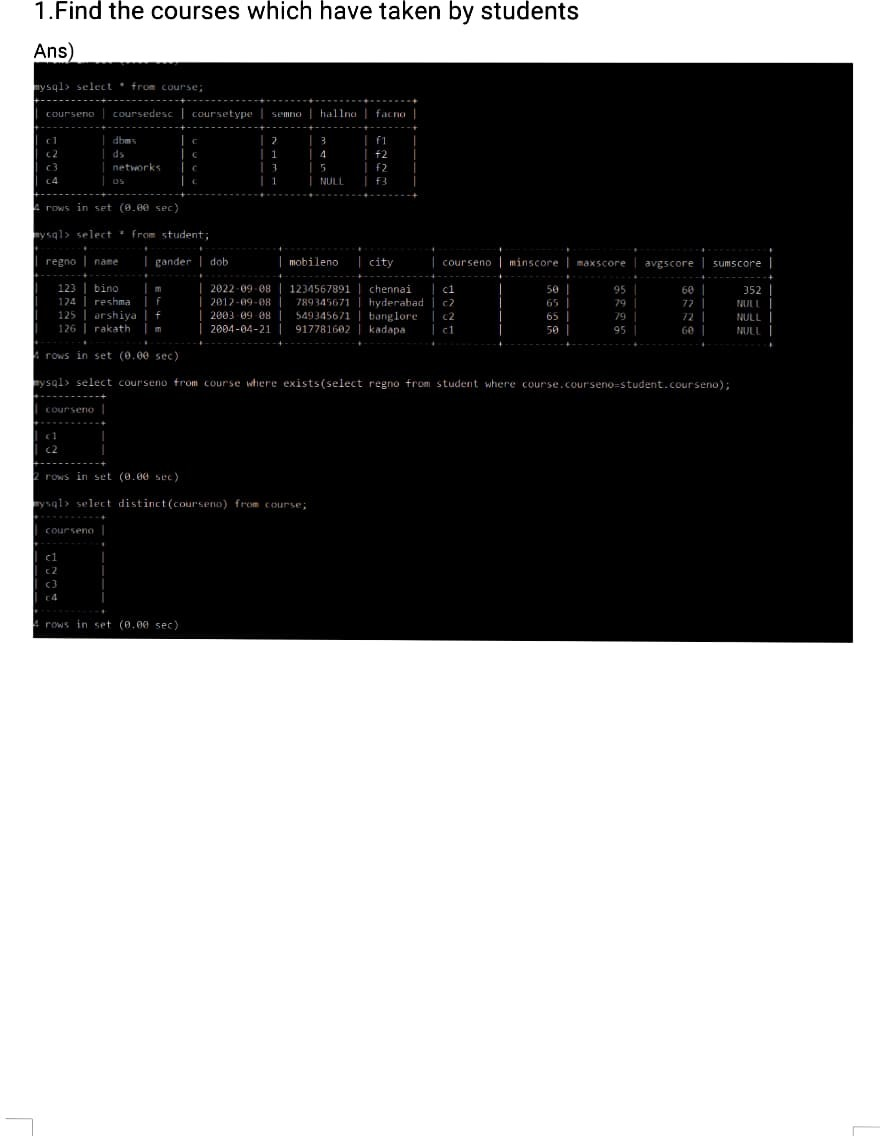 1.Find the courses which have taken by students
Ans)
mysql> select * from course;
| courseno | coursedesc | coursetype | semno | hallno | facno |
| c1 | dbms | c | 2 | 3 | f1 |
| c2 | ds | c | 1 | 4 | f2 |
| c3 | networks | c | 3 | 5 | f2 |
| c4 | os | c | 1 | NULL | f3 |
4 rows in set (0.00 sec)
mysql> select * from student;
| regno | name | gander | dob | mobileno | city | courseno | minscore | maxscore | avgscore | sumscore |
| 123 | bino | m | 2022-09-08 | 1234567891 | chennai | c1 | 50 | 95 | 60 | 352 |
| 124 | reshma | f | 2012-09-08 | 789345671 | hyderabad | c2 | 65 | 79 | 72 | NULL |
| 125 | arshiya | f | 2003-09-08 | 549345671 | banglore | c2 | 65 | 79 | 72 | NULL |
| 126 | rakath | m | 2004-04-21 | 917781602 | kadapa | c1 | 50 | 95 | 60 | NULL |
4 rows in set (0.00 sec)
mysql> select courseno from course where exists(select regno from student where course.courseno=student.courseno);
| courseno |
| c1 |
| c2 |
2 rows in set (0.00 sec)
mysql> select distinct(courseno) from course;
| courseno |
| c1 |
| c2 |
| c3 |
| c4 |
4 rows in set (0.00 sec)